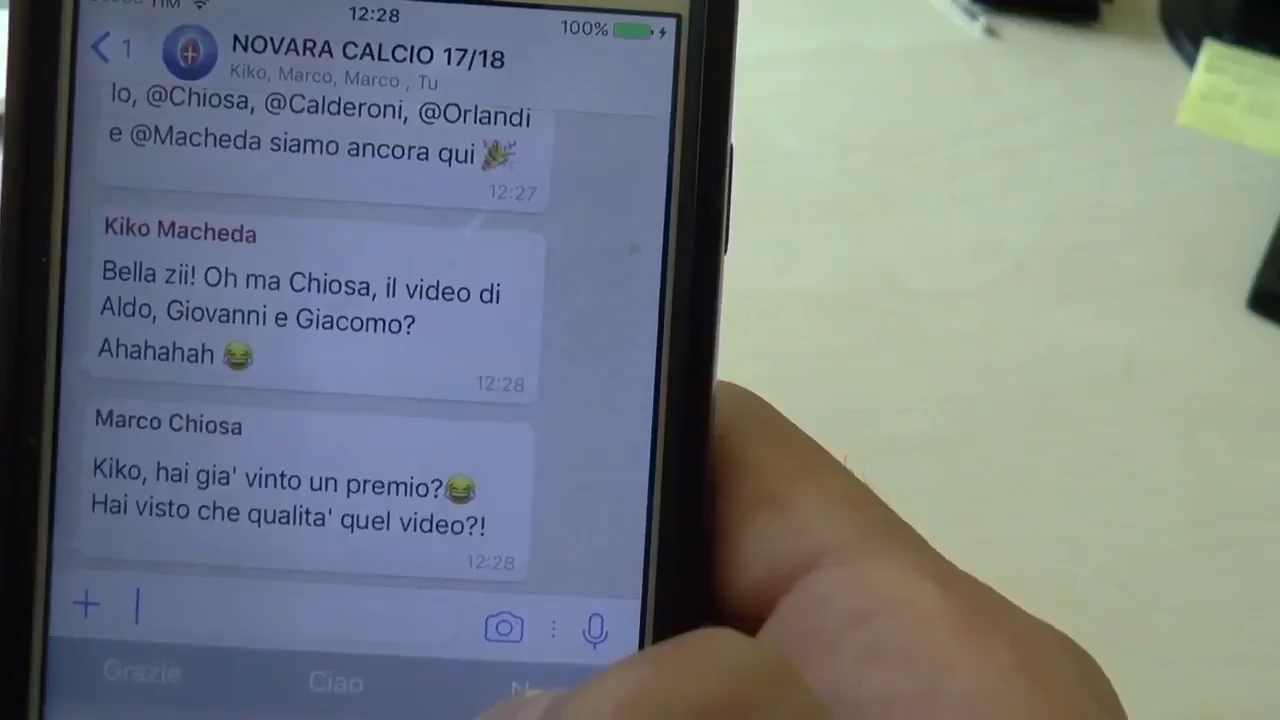 TIM
12:28
100%
1
NOVARA CALCIO 17/18
Kiko, Marco, Marco , Tu
lo, @Chiosa, @Calderoni, @Orlandi
e @Macheda siamo ancora qui 🎉
12:27
Kiko Macheda
Bella zii! Oh ma Chiosa, il video di
Aldo, Giovanni e Giacomo?
Ahahahah 😂
12:28
Marco Chiosa
Kiko, hai gia' vinto un premio?😂
Hai visto che qualita' quel video?!
12:28
Grazie
Ciao